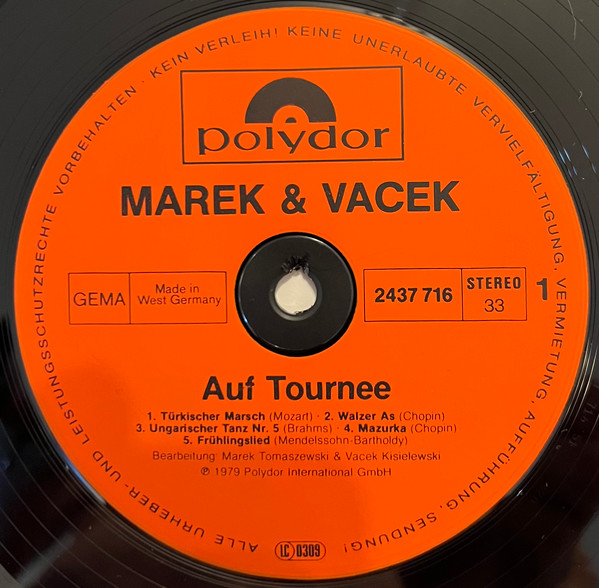 ALLE URHEBER- UND LEISTUNGSSCHUTZRECHTE VORBEHALTEN · KEIN VERLEIH! KEINE UNERLAUBTE VERVIELFÄLTIGUNG, VERMIETUNG, AUFFÜHRUNG, SENDUNG!
polydor
MAREK & VACEK
GEMA
Made in
West Germany
2437 716
STEREO
33
1
Auf Tournee
1. Türkischer Marsch (Mozart) · 2. Walzer As (Chopin)
3. Ungarischer Tanz Nr. 5 (Brahms) · 4. Mazurka (Chopin)
5. Frühlingslied (Mendelssohn-Bartholdy)
Bearbeitung: Marek Tomaszewski & Vacek Kisielewski
℗ 1979 Polydor International GmbH
LC 0309